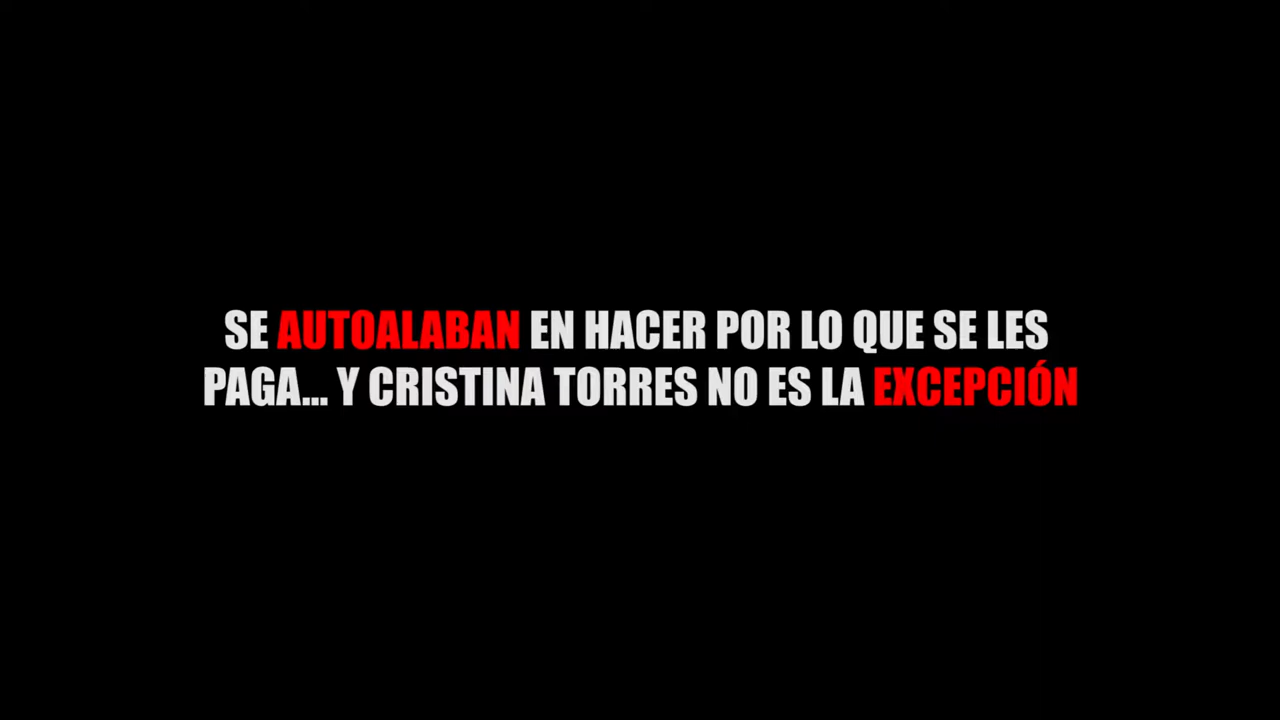 SE AUTOALABAN EN HACER POR LO QUE SE LES
PAGA... Y CRISTINA TORRES NO ES LA EXCEPCIÓN